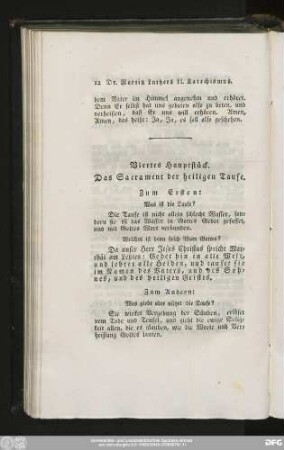 12 Dr. Martin Luthers kl. Katechismus.
dem Vater im Himmel angenehm und erhöret.
Denn Er selbst hat uns geboten also zu beten, und
verheißen, daß Er uns will erhören. Amen,
Amen, das heißt: Ja, Ja, es soll also geschehen.
Viertes Hauptstück.
Das Sacrament der heiligen Taufe.
Zum Ersten:
Was ist die Taufe?
Die Taufe ist nicht allein schlecht Wasser, son
dern sie ist das Wasser in Gottes Gebot gefasset,
und mit Gottes Wort verbunden.
Welches ist denn solch Wort Gottes?
Da unser Herr Jesus Christus spricht Mat
thäi am Letzten: Gehet hin in alle Welt,
und lehret alle Heiden, und taufet sie
im Namen des Vaters, und des Soh
nes, und des heiligen Geistes.
Zum Andern:
Was giebt oder nützet die Taufe?
Sie wirket Vergebung der Sünden, erlöset
vom Tode und Teufel, und giebt die ewige Selig
keit allen, die es glauben, wie die Worte und Ver
heissung Gottes lauten.